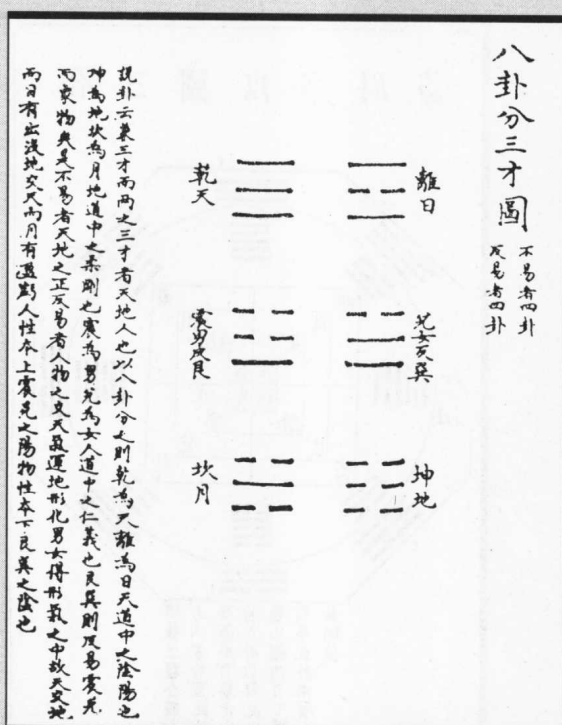 八卦分三才圖
不易者四卦
反易者四卦
離日
乾天
兌女反巽
震男反艮
坤地
坎月
說卦云兼三才而兩之三才者天地人也以八卦分之則乾為天離為日天道中之陰陽也
坤為地坎為月地道中之柔剛也震為男兌為女人道中之仁義也艮巽則反易震兌
而象物矣是不易者天地之正反易者人物之交天氣運地形化男女得形氣之中故天交地
而日有出沒地交天而月有盈虧人性本上震兌之陽物性本下艮巽之陰也